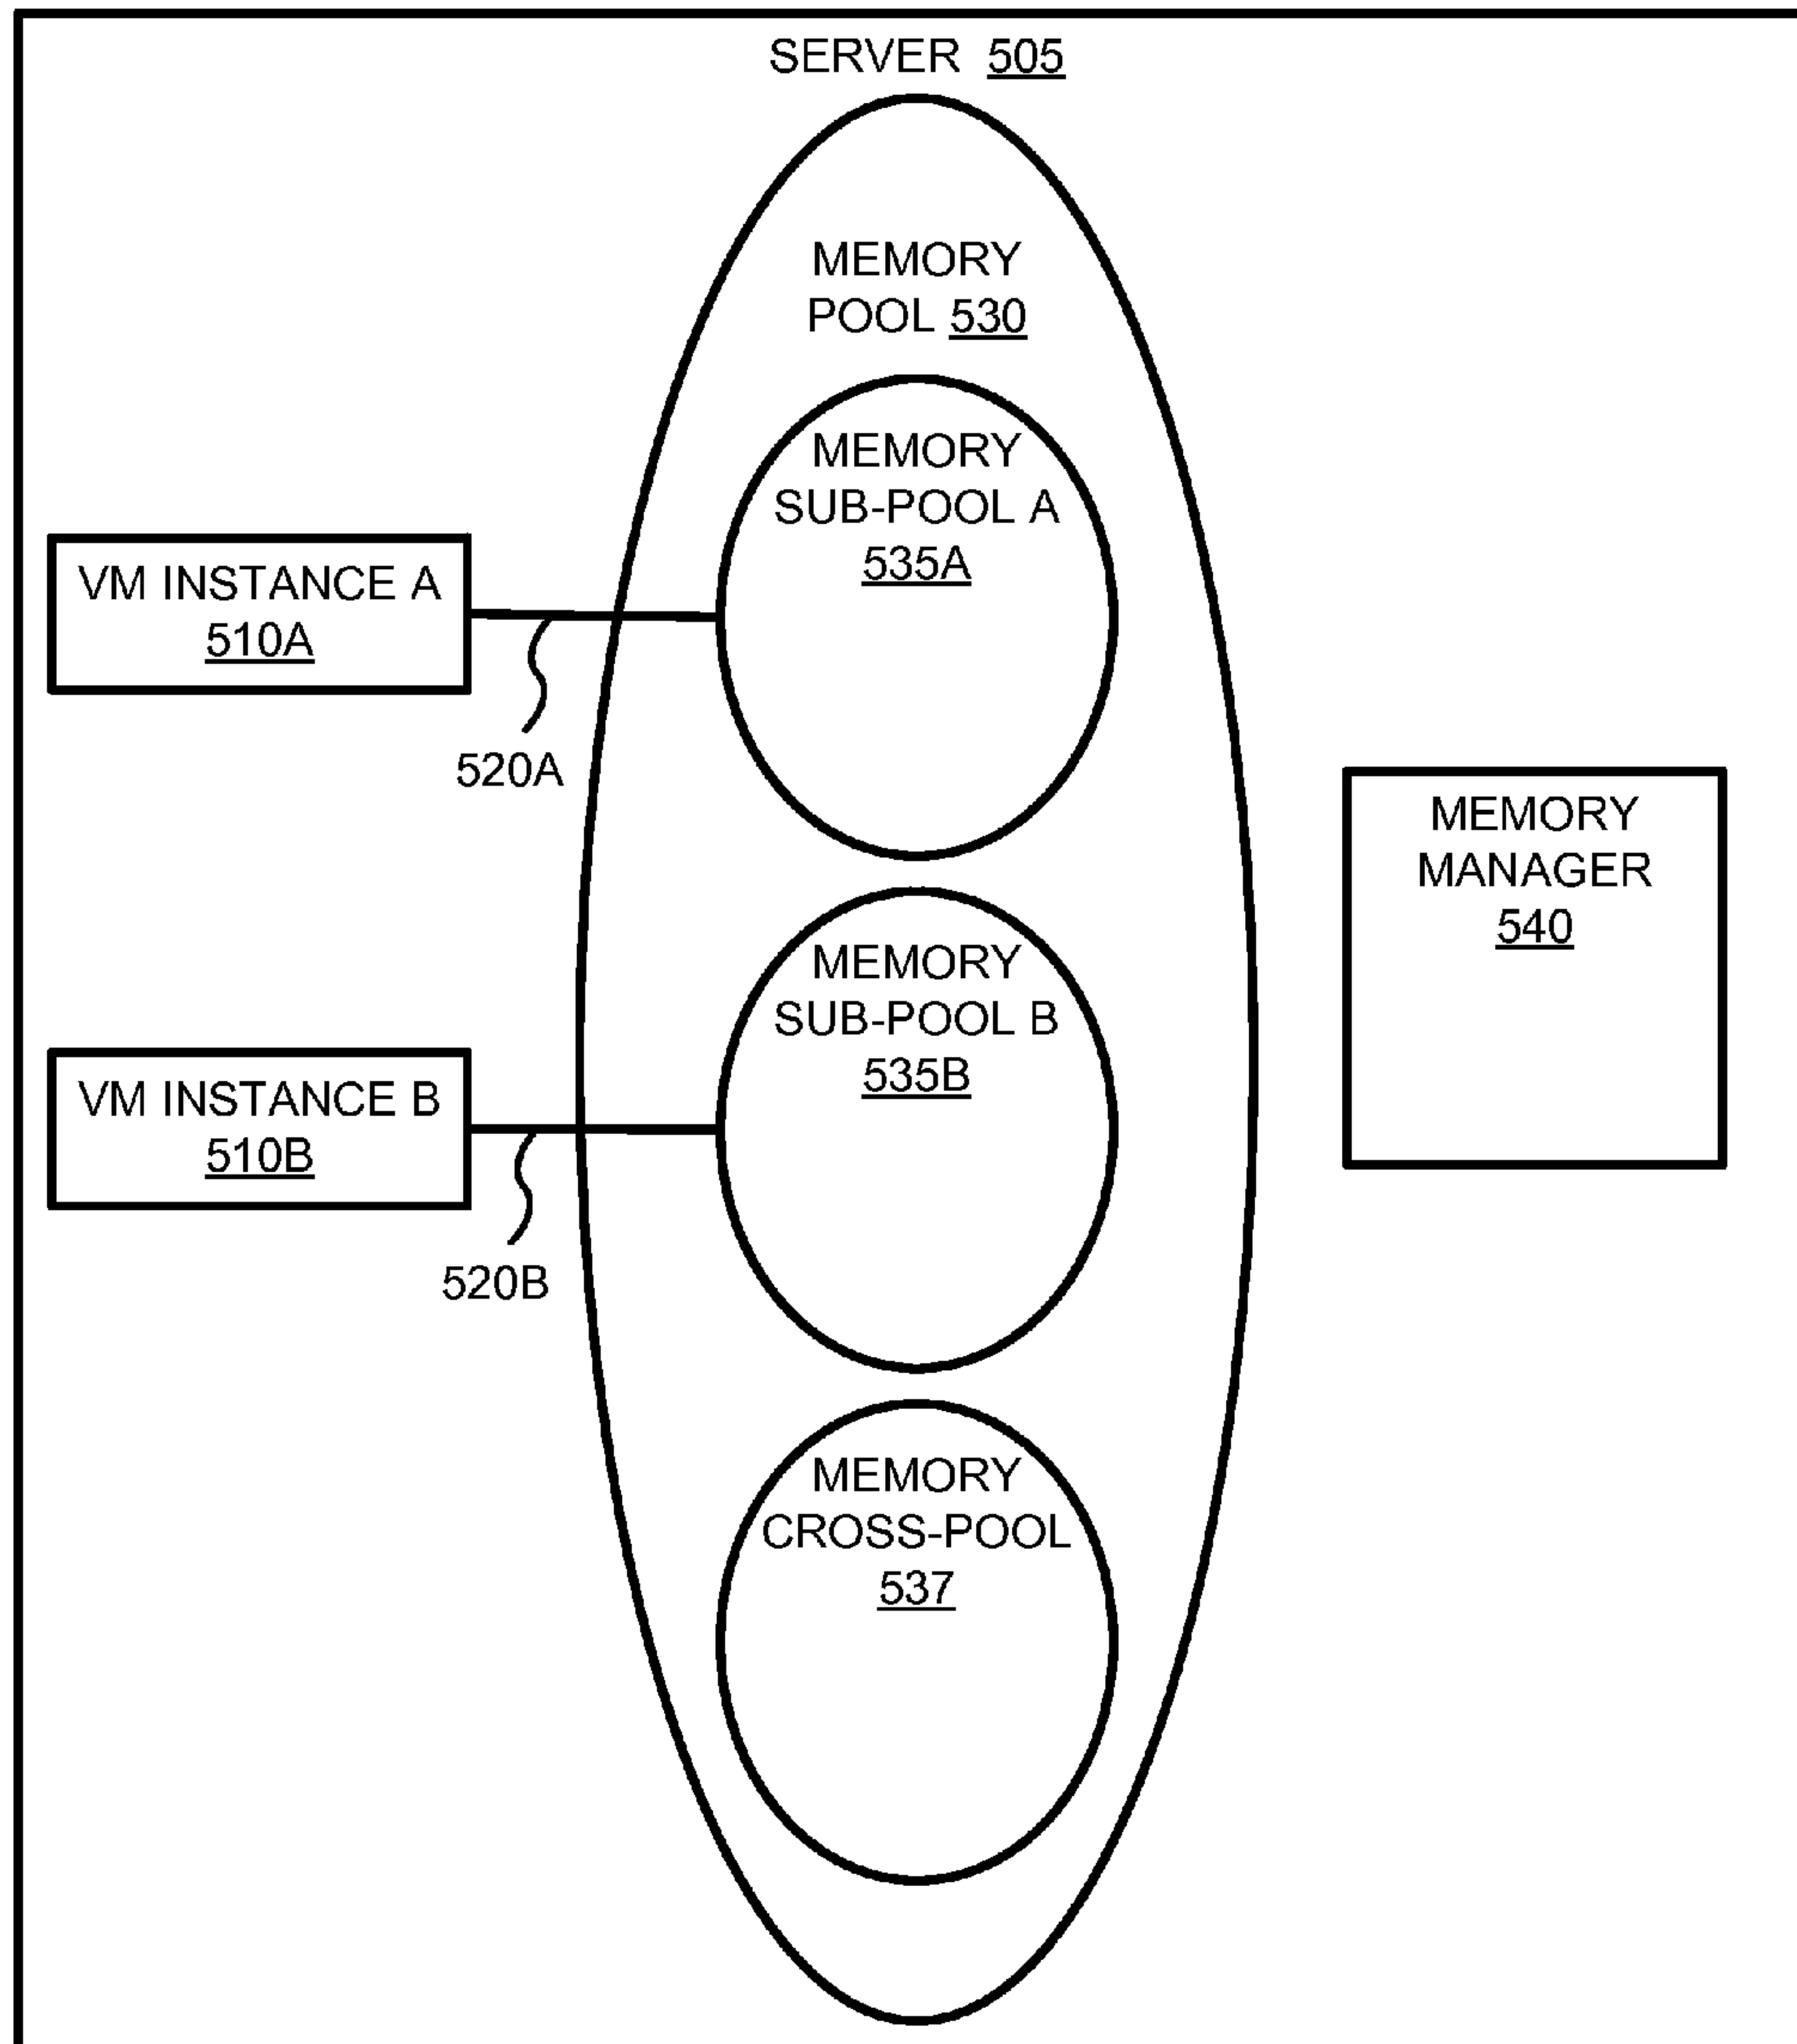 SERVER 505
MEMORY
POOL 530
MEMORY
SUB-POOL A
535A
VM INSTANCE A
510A
520A
MEMORY
MANAGER
540
MEMORY
SUB-POOL B
535B
VM INSTANCE B
510B
520B
MEMORY
CROSS-POOL
537